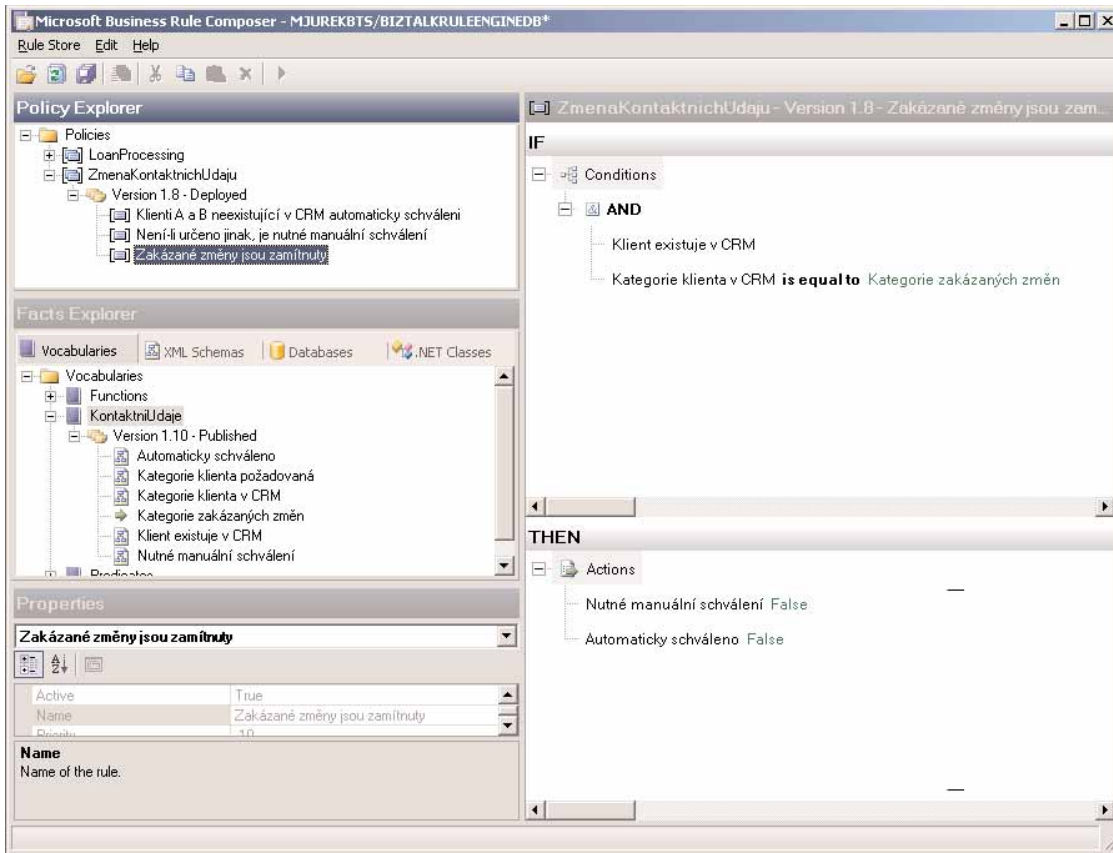 Microsoft Business Rule Composer - MJUREKBTS/BIZTALKRULEENGINEDB*
Rule Store Edit Help
Policy Explorer
Policies
LoanProcessing
ZmenaKontaktnichUdaju
Version 1.8 - Deployed
Klienti A a B neexistující v CRM automaticky schváleni
Není-li určeno jinak, je nutné manuální schválení
Zakázané změny jsou zamítnuty
Facts Explorer
Vocabularies XML Schemas Databases .NET Classes
Vocabularies
Functions
KontaktniUdaje
Version 1.10 - Published
Automaticky schváleno
Kategorie klienta požadovaná
Kategorie klienta v CRM
Kategorie zakázaných změn
Klient existuje v CRM
Nutné manuální schválení
Predicates
Properties
Zakázané změny jsou zamítnuty
Active True
Name Zakázané změny jsou zamítnuty
Priority 10
Name
Name of the rule.
ZmenaKontaktnichUdaju - Version 1.8 - Zakázané změny jsou zam...
IF
Conditions
AND
Klient existuje v CRM
Kategorie klienta v CRM is equal to Kategorie zakázaných změn
THEN
Actions
Nutné manuální schválení False
Automaticky schváleno False